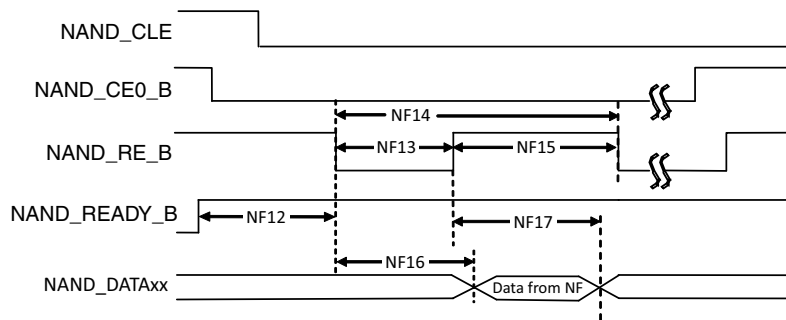 NAND_CLE
NAND_CE0_B
NF14
NAND_RE_B
NF13
NF15
NAND_READY_B
NF12
NF17
NF16
NAND_DATAxx
Data from NF